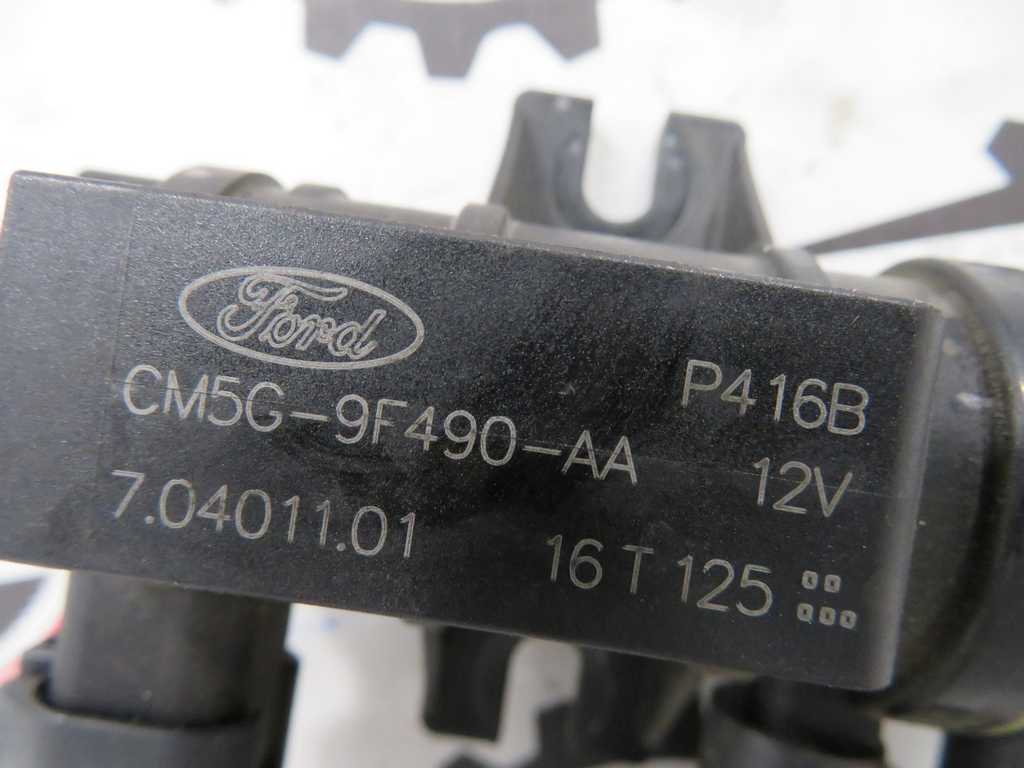 Ford
CM5G-9F490-AA
P416B
12V
7.04011.01
16 T 125